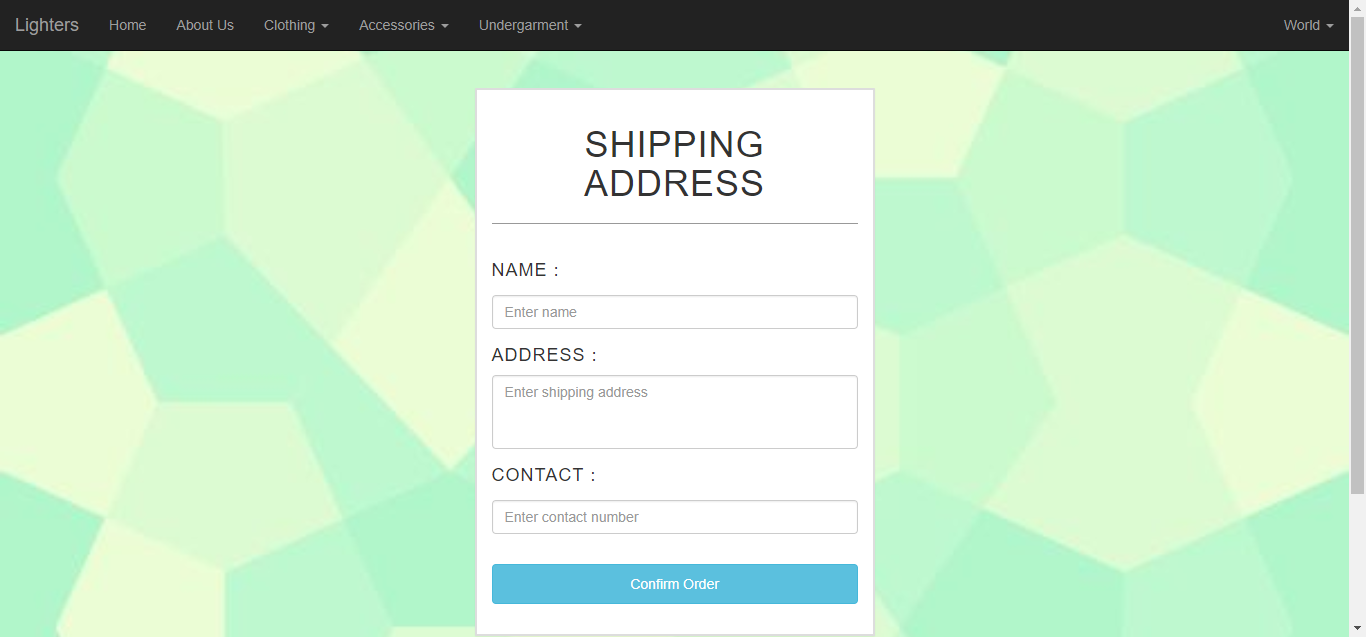 Lighters Home About Us Clothing Accessories Undergarment World
SHIPPING
ADDRESS
NAME :
Enter name
ADDRESS :
Enter shipping address
CONTACT :
Enter contact number
Confirm Order